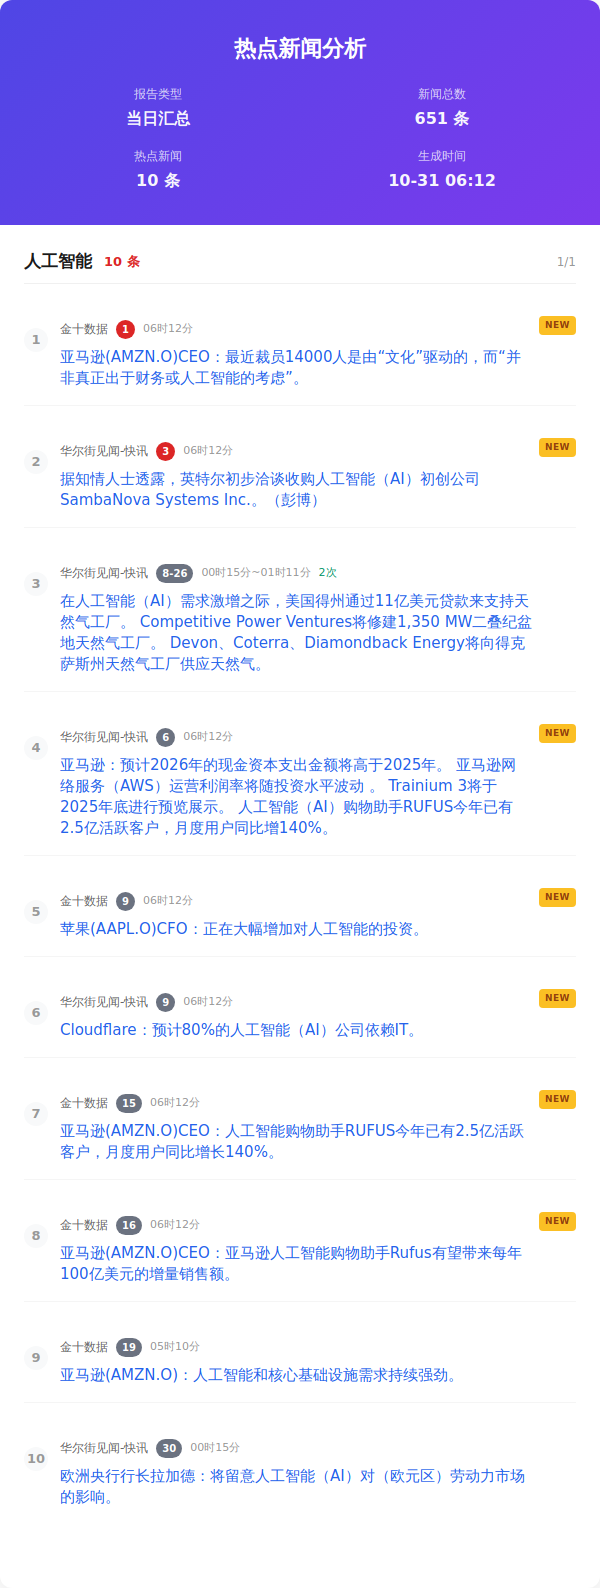 热点新闻分析
报告类型
当日汇总
新闻总数
651 条
热点新闻
10 条
生成时间
10-31 06:12
人工智能 10 条 1/1
1 金十数据 1 06时12分 NEW
亚马逊(AMZN.O)CEO：最近裁员14000人是由“文化”驱动的，而“并
非真正出于财务或人工智能的考虑”。
2 华尔街见闻-快讯 3 06时12分 NEW
据知情人士透露，英特尔初步洽谈收购人工智能（AI）初创公司
SambaNova Systems Inc.。（彭博）
3 华尔街见闻-快讯 8-26 00时15分~01时11分 2次
在人工智能（AI）需求激增之际，美国得州通过11亿美元贷款来支持天
然气工厂。 Competitive Power Ventures将修建1,350 MW二叠纪盆
地天然气工厂。 Devon、Coterra、Diamondback Energy将向得克
萨斯州天然气工厂供应天然气。
4 华尔街见闻-快讯 6 06时12分 NEW
亚马逊：预计2026年的现金资本支出金额将高于2025年。 亚马逊网
络服务（AWS）运营利润率将随投资水平波动 。 Trainium 3将于
2025年底进行预览展示。 人工智能（AI）购物助手RUFUS今年已有
2.5亿活跃客户，月度用户同比增140%。
5 金十数据 9 06时12分 NEW
苹果(AAPL.O)CFO：正在大幅增加对人工智能的投资。
6 华尔街见闻-快讯 9 06时12分 NEW
Cloudflare：预计80%的人工智能（AI）公司依赖IT。
7 金十数据 15 06时12分 NEW
亚马逊(AMZN.O)CEO：人工智能购物助手RUFUS今年已有2.5亿活跃
客户，月度用户同比增长140%。
8 金十数据 16 06时12分 NEW
亚马逊(AMZN.O)CEO：亚马逊人工智能购物助手Rufus有望带来每年
100亿美元的增量销售额。
9 金十数据 19 05时10分
亚马逊(AMZN.O)：人工智能和核心基础设施需求持续强劲。
10 华尔街见闻-快讯 30 00时15分
欧洲央行行长拉加德：将留意人工智能（AI）对（欧元区）劳动力市场
的影响。